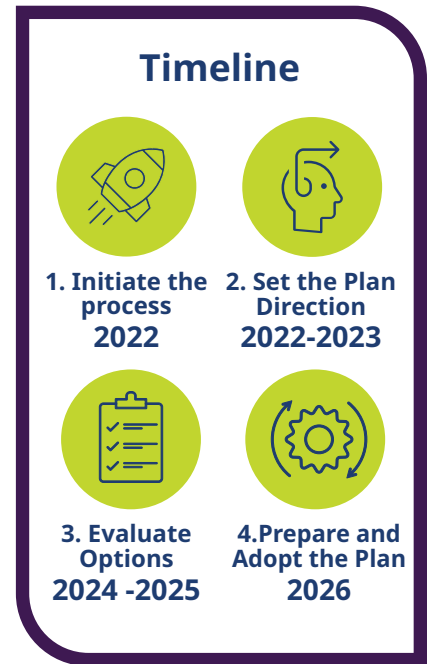 Timeline
1. Initiate the
process
2022
2. Set the Plan
Direction
2022-2023
3. Evaluate
Options
2024 -2025
4.Prepare and
Adopt the Plan
2026